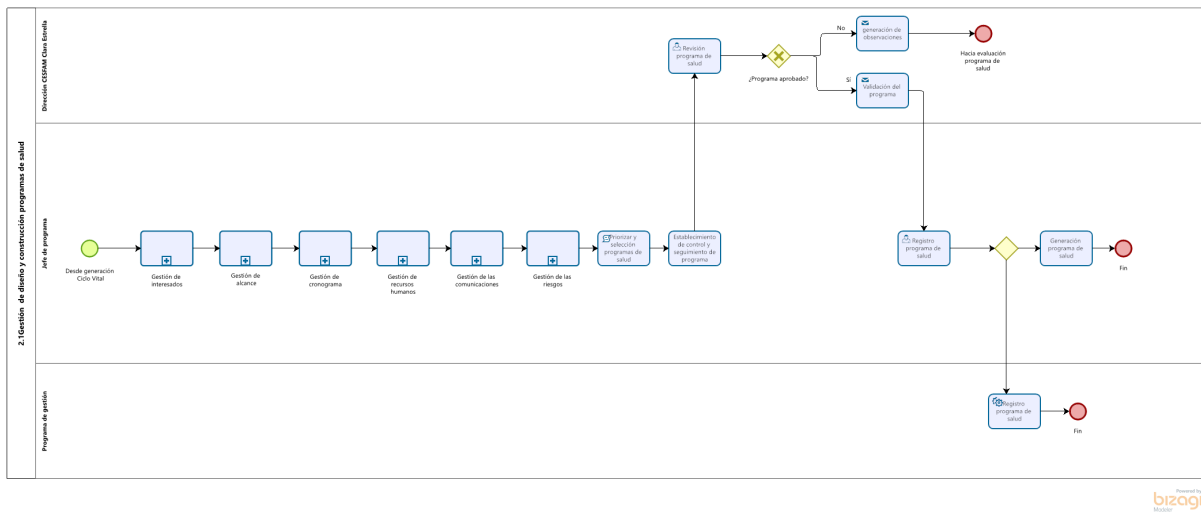 2.1Gestión de diseño y construcción programas de salud
Dirección CESFAM Clara Estrella
Revisión
programa de
salud
¿Programa aprobado?
No
generación de
observaciones
Hacia evaluación
programa de
salud
Sí
Validación del
programa
Jefe de programa
Desde generación
Ciclo Vital
Gestión de
interesados
Gestión de
alcance
Gestión de
cronograma
Gestión de
recursos
humanos
Gestión de las
comunicaciones
Gestión de las
riesgos
Priorizar y
selección
programas de
salud
Establecimiento
de control y
seguimiento de
programa
Registro
programa de
salud
Generación
programa de
salud
Fin
Programa de gestión
Registro
programa de
salud
Fin
Powered by
bizagi
Modeler